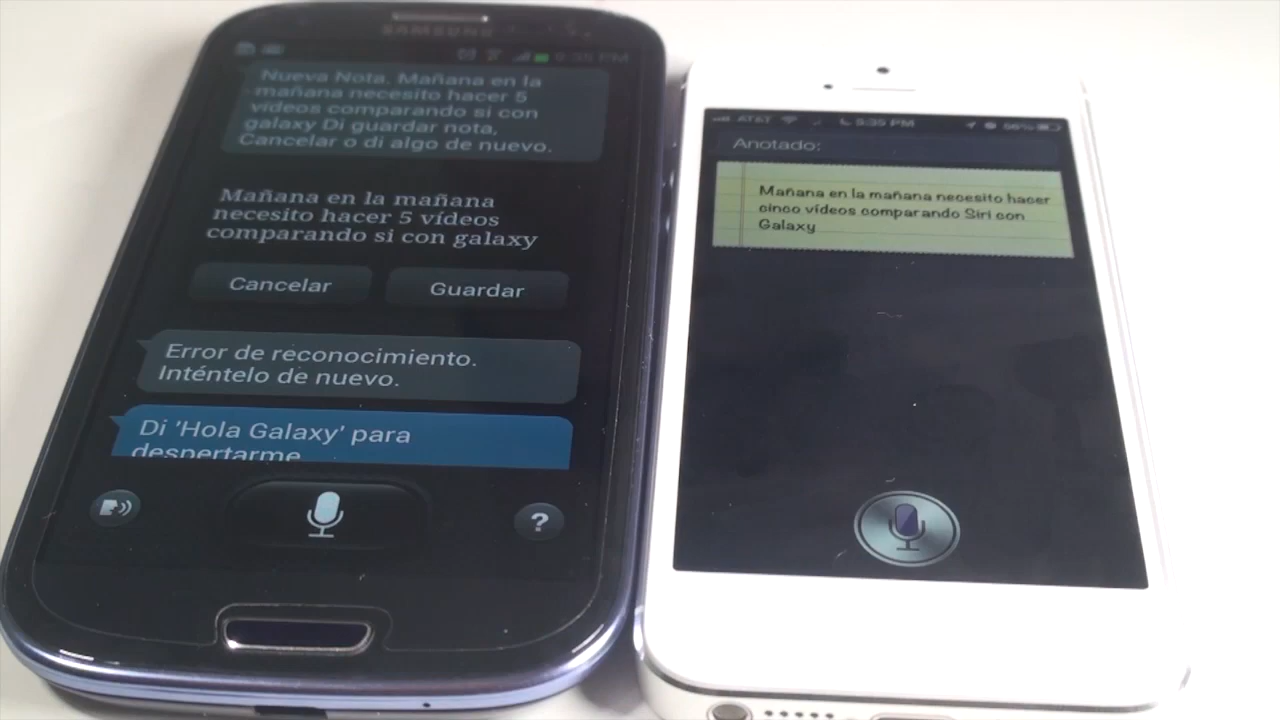 SAMSUNG
Nueva Nota. Mañana en la
mañana necesito hacer 5
vídeos comparando si con
galaxy Di guardar nota,
Cancelar o di algo de nuevo.
Mañana en la mañana
necesito hacer 5 vídeos
comparando si con galaxy
Cancelar Guardar
Error de reconocimiento.
Inténtelo de nuevo.
Di 'Hola Galaxy' para
despertarme
?
AT&T 5:35 PM 56%
Anotado:
Mañana en la mañana necesito hacer
cinco vídeos comparando Siri con
Galaxy